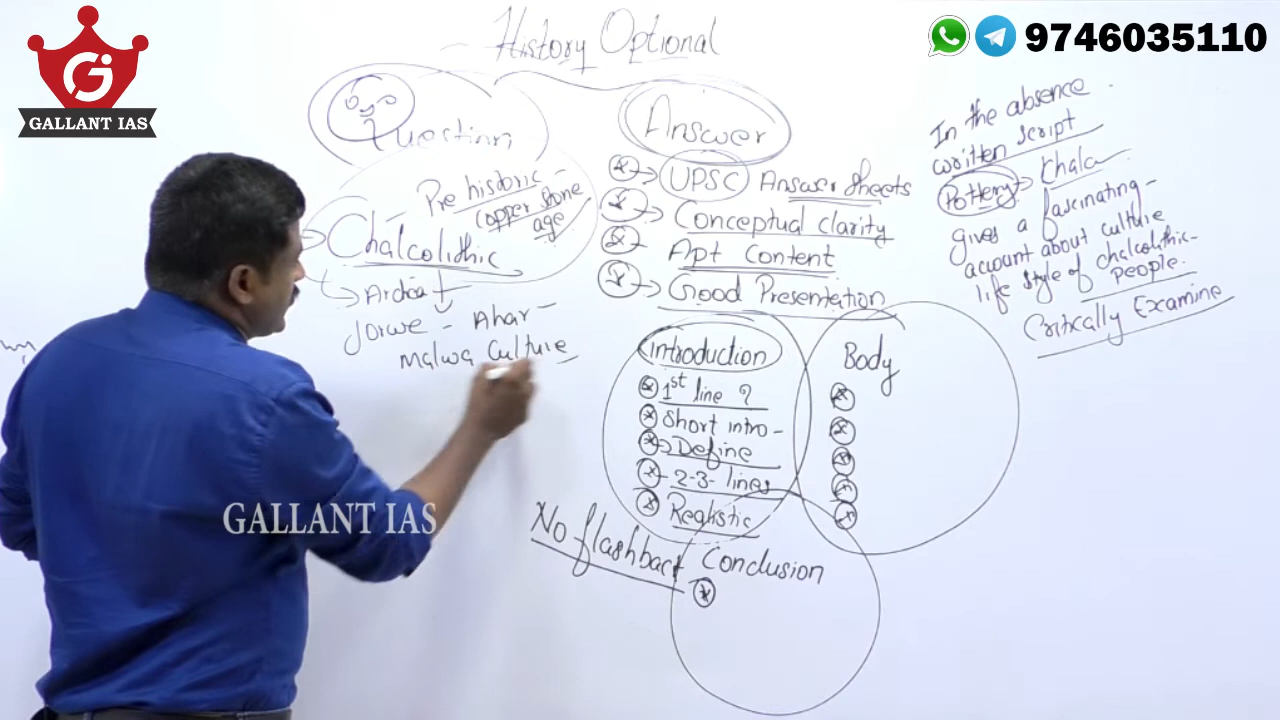 GALLANT IAS
9746035110
History Optional
Question
Pre historic -
Copper stone
age
Chalcolithic
Jorwe - Ahar -
Malwa Culture
Answer
UPSC Answer sheets
Conceptual clarity
Apt Content
Good Presentation
Introduction
1st line ?
Short intro -
Define
2-3- lines
Realistic
Body
No flashback
Conclusion
In the absence
written script
Pottery Chalco
gives a fascinating -
account about culture
life style of chalcolithic -
people.
Critically Examine
GALLANT IAS